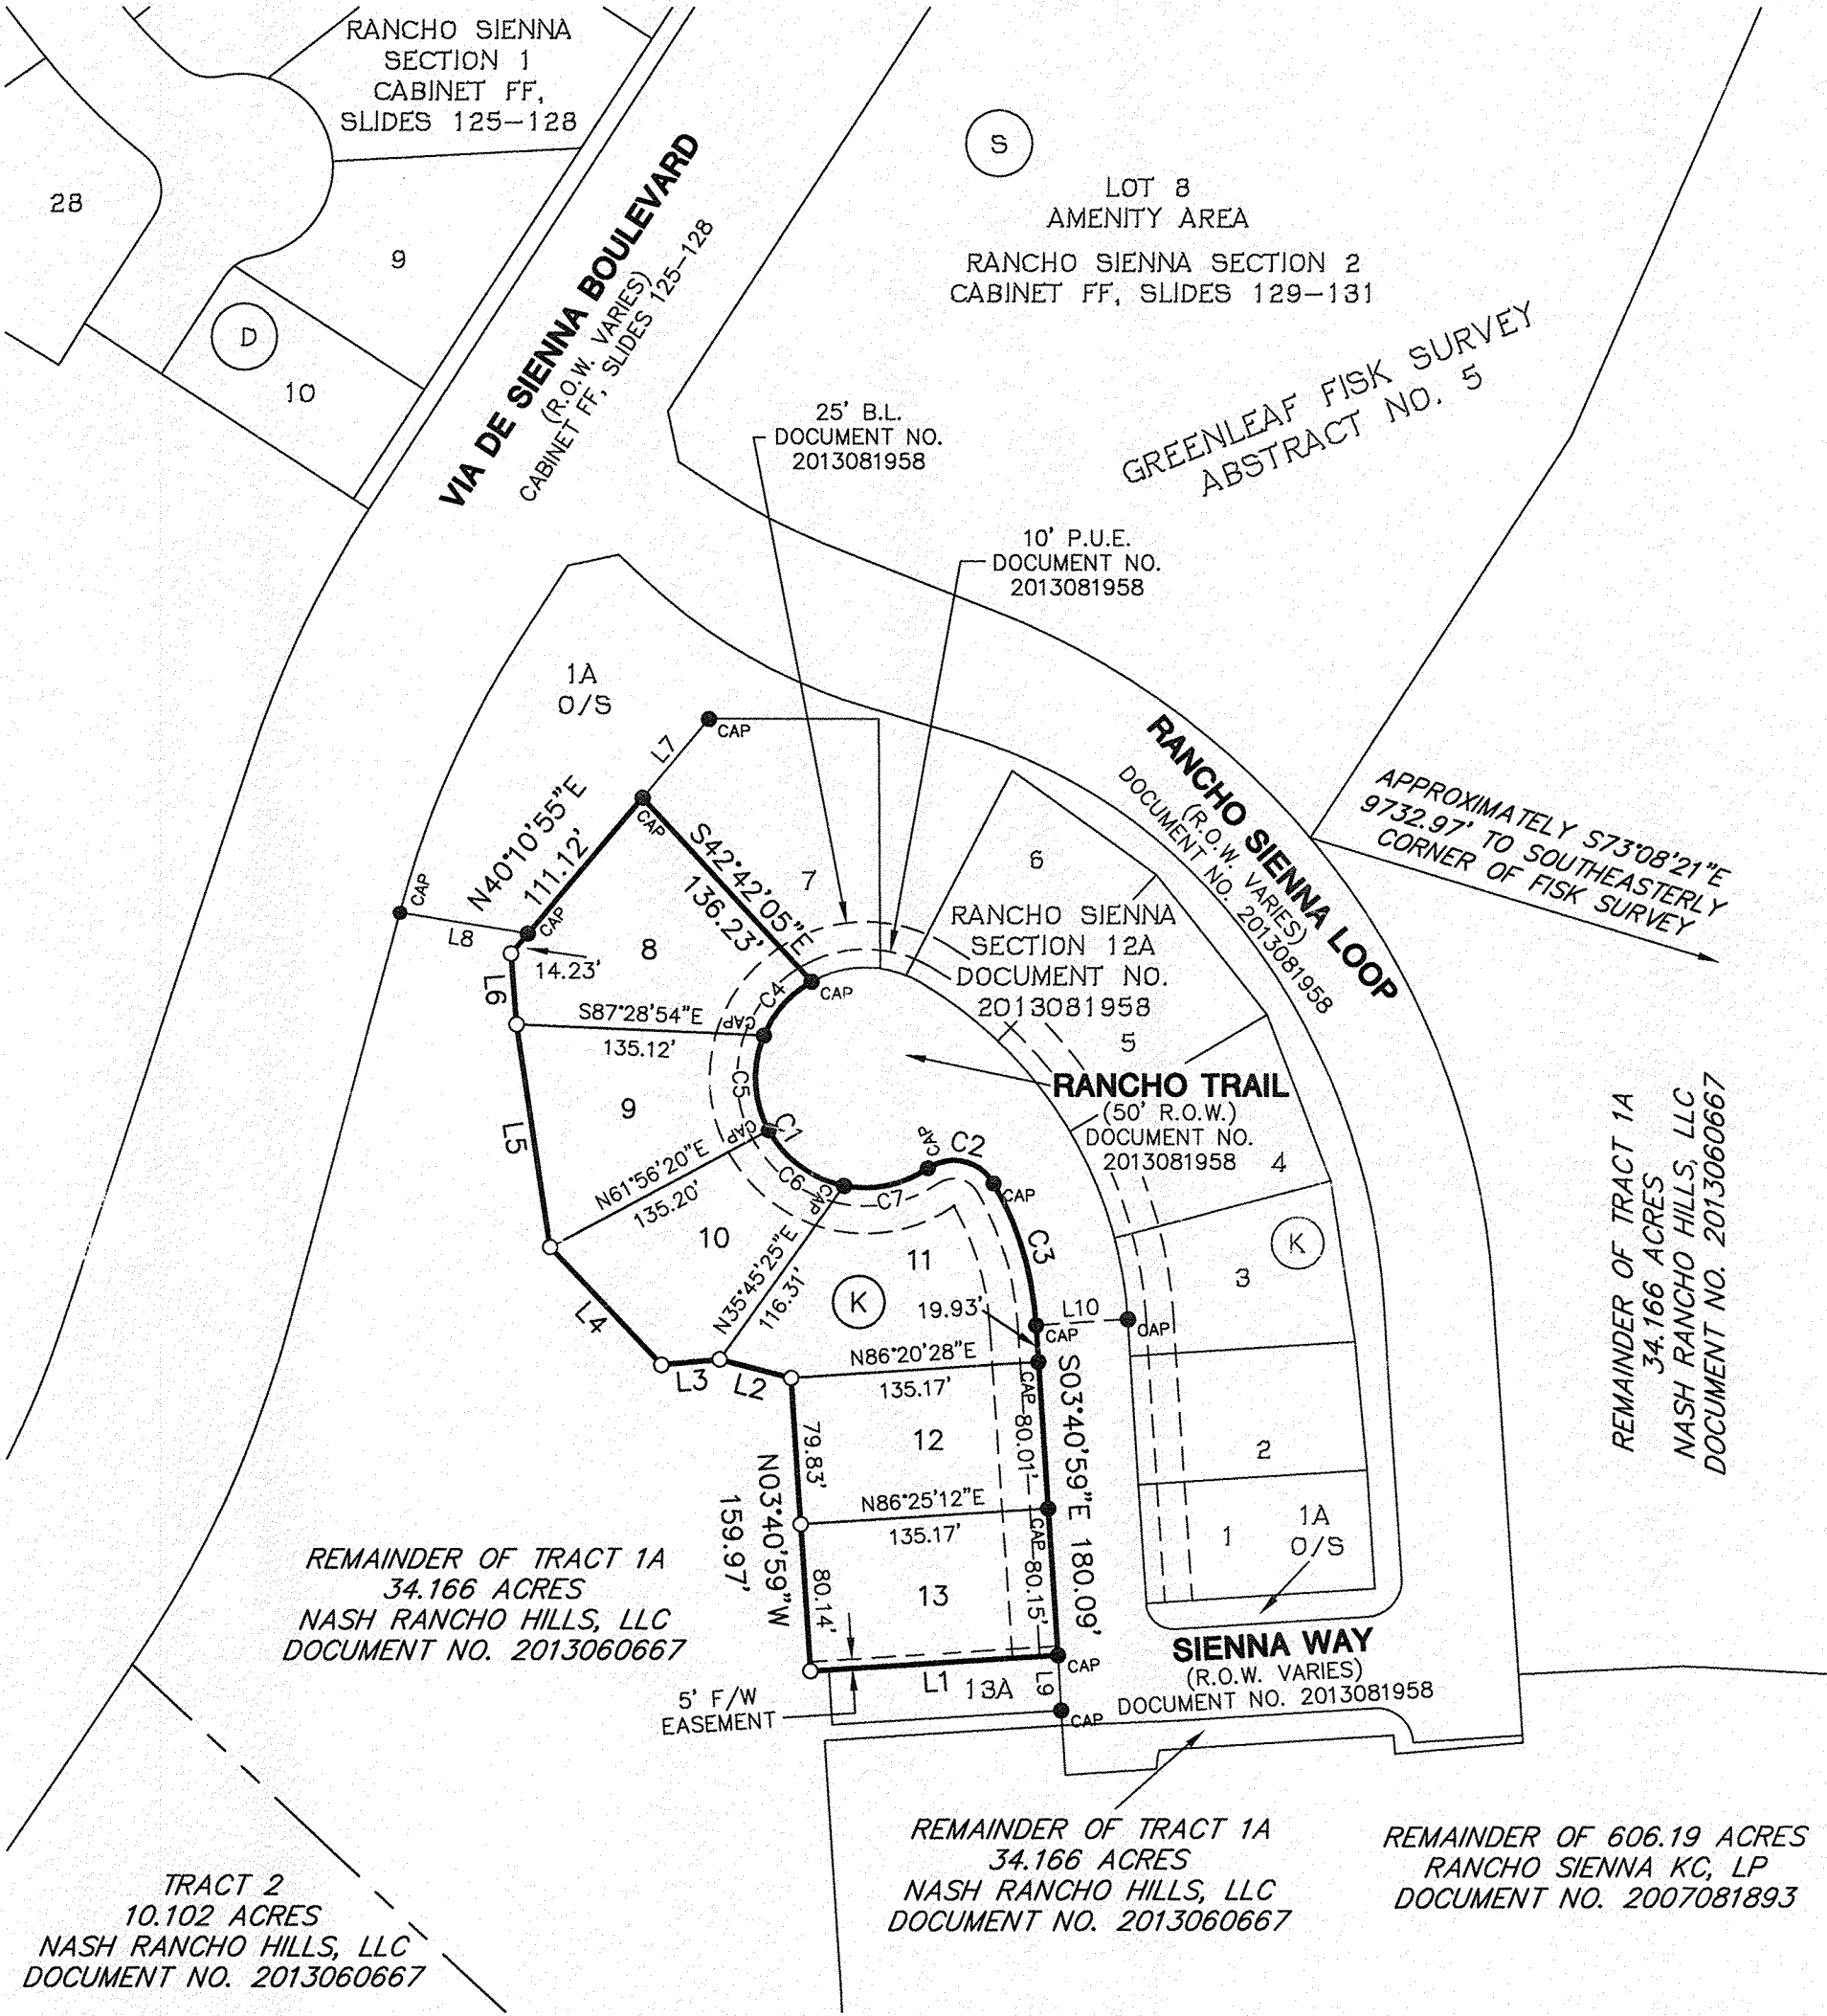 RANCHO SIENNA
SECTION 1
CABINET FF,
SLIDES 125-128
28
9
D
10
VIA DE SIENNA BOULEVARD
(R.O.W. VARIES)
CABINET FF, SLIDES 125-128
S
LOT 8
AMENITY AREA
RANCHO SIENNA SECTION 2
CABINET FF, SLIDES 129-131
GREENLEAF FISK SURVEY
ABSTRACT NO. 5
25' B.L.
DOCUMENT NO.
2013081958
10' P.U.E.
DOCUMENT NO.
2013081958
1A
O/S
CAP
L7
CAP
N40°10'55"E
111.12'
S42°42'05"E
136.23'
7
CAP
L8
CAP
14.23'
8
L6
6
RANCHO SIENNA
SECTION 12A
DOCUMENT NO.
2013081958
5
RANCHO SIENNA LOOP
(R.O.W. VARIES)
DOCUMENT NO. 2013081958
APPROXIMATELY S73°08'21"E
9732.97' TO SOUTHEASTERLY
CORNER OF FISK SURVEY
C4
CAP
S87°28'54"E
135.12'
CAP
C5
9
L5
CAP
C1
N61°56'20"E
135.20'
C6
CAP
C7
CAP
C2
CAP
C3
RANCHO TRAIL
(50' R.O.W.)
DOCUMENT NO.
2013081958
4
K
3
10
N35°45'25"E
116.31'
11
K
19.93'
L10
CAP
CAP
L4
L3
L2
N86°20'28"E
135.17'
CAP
80.01'
S03°40'59"E 180.09'
12
79.83'
N03°40'59"W
159.97'
N86°25'12"E
135.17'
CAP
80.15'
13
80.14'
2
1
1A
O/S
REMAINDER OF TRACT 1A
34.166 ACRES
NASH RANCHO HILLS, LLC
DOCUMENT NO. 2013060667
REMAINDER OF TRACT 1A
34.166 ACRES
NASH RANCHO HILLS, LLC
DOCUMENT NO. 2013060667
5' F/W
EASEMENT
L1
13A
L9
CAP
CAP
SIENNA WAY
(R.O.W. VARIES)
DOCUMENT NO. 2013081958
REMAINDER OF TRACT 1A
34.166 ACRES
NASH RANCHO HILLS, LLC
DOCUMENT NO. 2013060667
REMAINDER OF 606.19 ACRES
RANCHO SIENNA KC, LP
DOCUMENT NO. 2007081893
TRACT 2
10.102 ACRES
NASH RANCHO HILLS, LLC
DOCUMENT NO. 2013060667